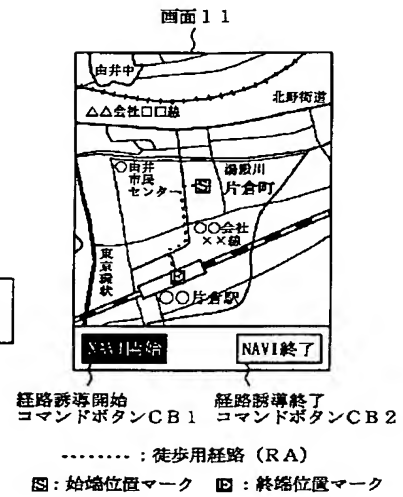 画面１１
由井中
北野街道
△△会社□□線
○由井
市民
センター
湯殿川
S
片倉町
○○会社
××線
東京環状
E
○○片倉駅
NAVI開始
NAVI終了
経路誘導開始
コマンドボタンＣＢ１
経路誘導終了
コマンドボタンＣＢ２
………：徒歩用経路（ＲＡ）
S：始端位置マーク　E：終端位置マーク